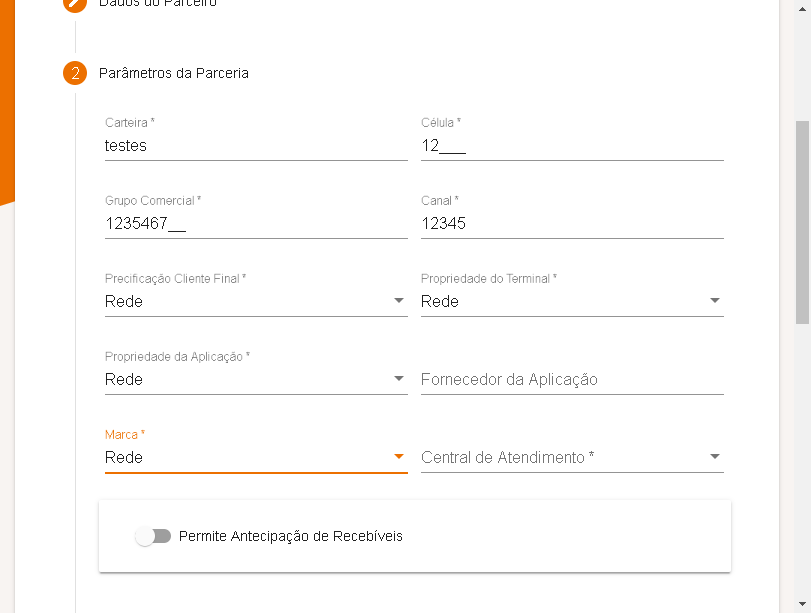 Dados do Parceiro
2 Parâmetros da Parceria
Carteira * Célula *
testes 12___
Grupo Comercial * Canal *
1235467__ 12345
Precificação Cliente Final * Propriedade do Terminal *
Rede Rede
Propriedade da Aplicação *
Rede Fornecedor da Aplicação
Marca *
Rede Central de Atendimento *
Permite Antecipação de Recebíveis